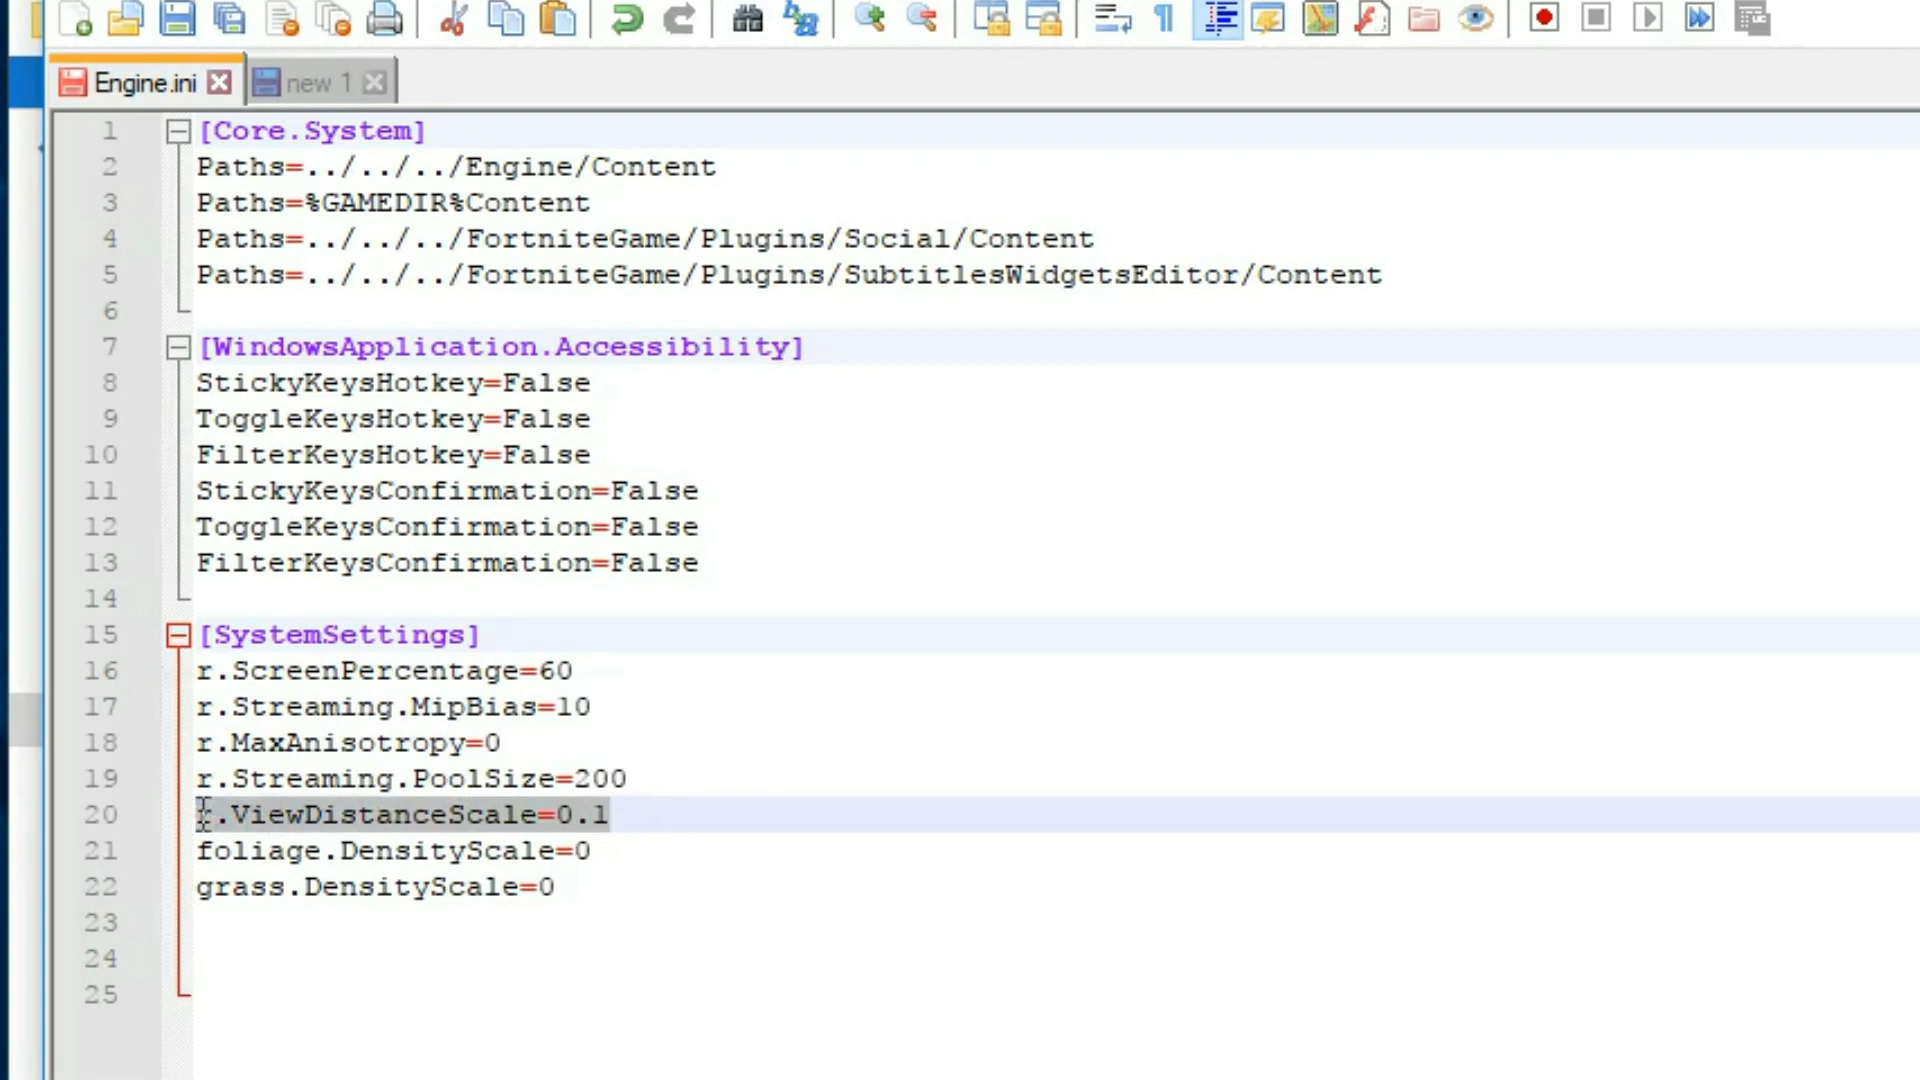 Engine.ini
new 1
1 [Core.System]
2 Paths=../../../Engine/Content
3 Paths=%GAMEDIR%Content
4 Paths=../../../FortniteGame/Plugins/Social/Content
5 Paths=../../../FortniteGame/Plugins/SubtitlesWidgetsEditor/Content
6
7 [WindowsApplication.Accessibility]
8 StickyKeysHotkey=False
9 ToggleKeysHotkey=False
10 FilterKeysHotkey=False
11 StickyKeysConfirmation=False
12 ToggleKeysConfirmation=False
13 FilterKeysConfirmation=False
14
15 [SystemSettings]
16 r.ScreenPercentage=60
17 r.Streaming.MipBias=10
18 r.MaxAnisotropy=0
19 r.Streaming.PoolSize=200
20 r.ViewDistanceScale=0.1
21 foliage.DensityScale=0
22 grass.DensityScale=0
23
24
25